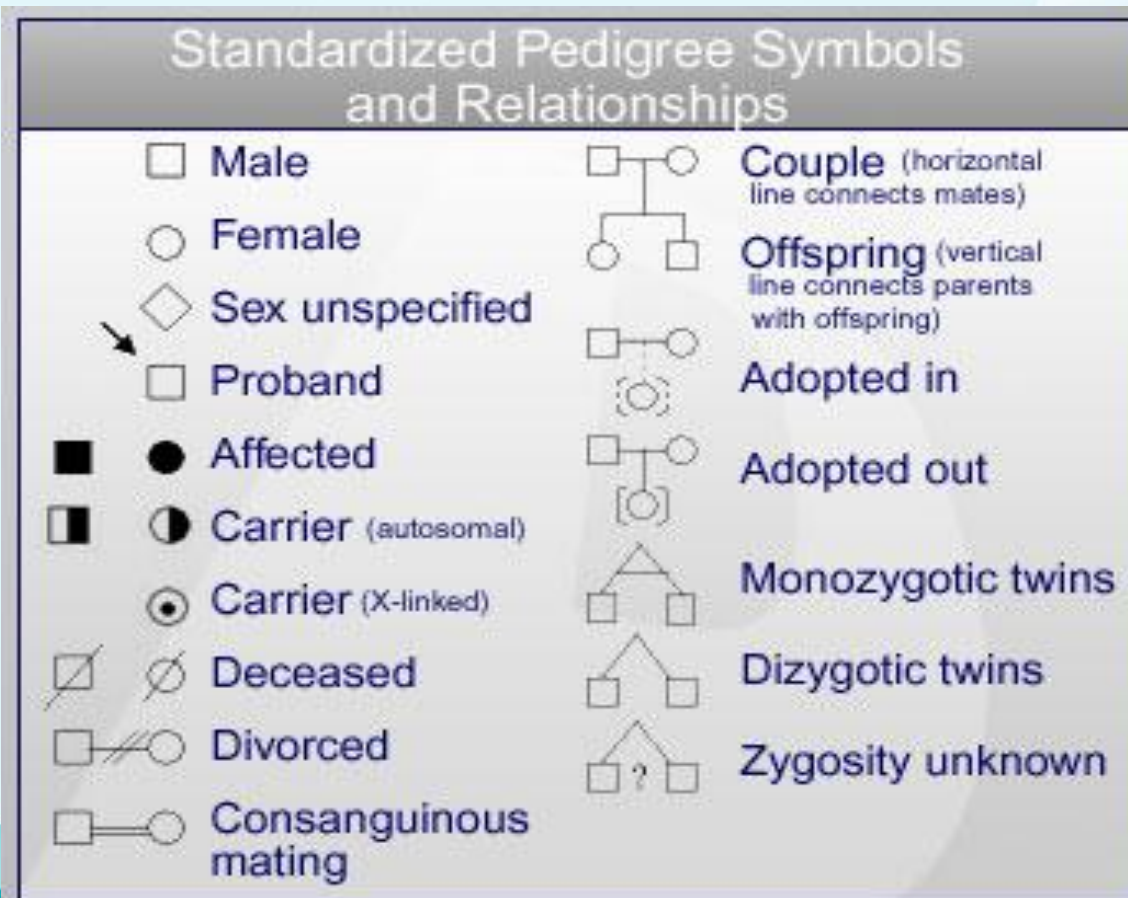 Standardized Pedigree Symbols
and Relationships
Male
Female
Sex unspecified
Proband
Affected
Carrier (autosomal)
Carrier (X-linked)
Deceased
Divorced
Consanguinous
mating
Couple (horizontal
line connects mates)
Offspring (vertical
line connects parents
with offspring)
Adopted in
Adopted out
Monozygotic twins
Dizygotic twins
?
Zygosity unknown